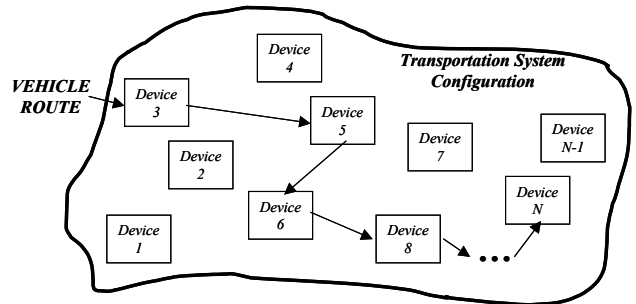 Device
4
Transportation System
Configuration
VEHICLE
ROUTE
Device
3
Device
5
Device
7
Device
N-1
Device
2
Device
6
Device
N
Device
1
Device
8
•••